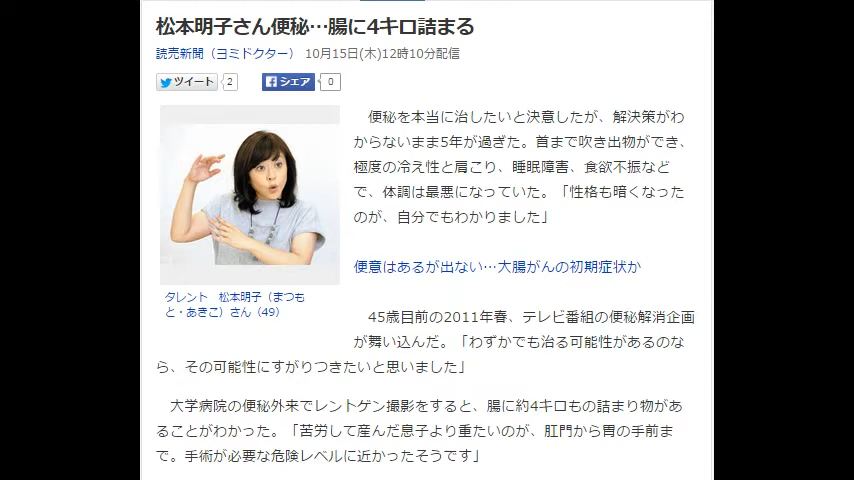 松本明子さん便秘…腸に4キロ詰まる
読売新聞（ヨミドクター） 10月15日(木)12時10分配信
ツイート 2 シェア 0
便秘を本当に治したいと決意したが、解決策がわ
からないまま5年が過ぎた。首まで吹き出物ができ、
極度の冷え性と肩こり、睡眠障害、食欲不振など
で、体調は最悪になっていた。「性格も暗くなった
のが、自分でもわかりました」
便意はあるが出ない…大腸がんの初期症状か
タレント 松本明子（まつも
と・あきこ）さん（49）
45歳目前の2011年春、テレビ番組の便秘解消企画
が舞い込んだ。「わずかでも治る可能性があるのな
ら、その可能性にすがりつきたいと思いました」
大学病院の便秘外来でレントゲン撮影をすると、腸に約4キロもの詰まり物があ
ることがわかった。「苦労して産んだ息子より重たいのが、肛門から胃の手前ま
で。手術が必要な危険レベルに近かったそうです」